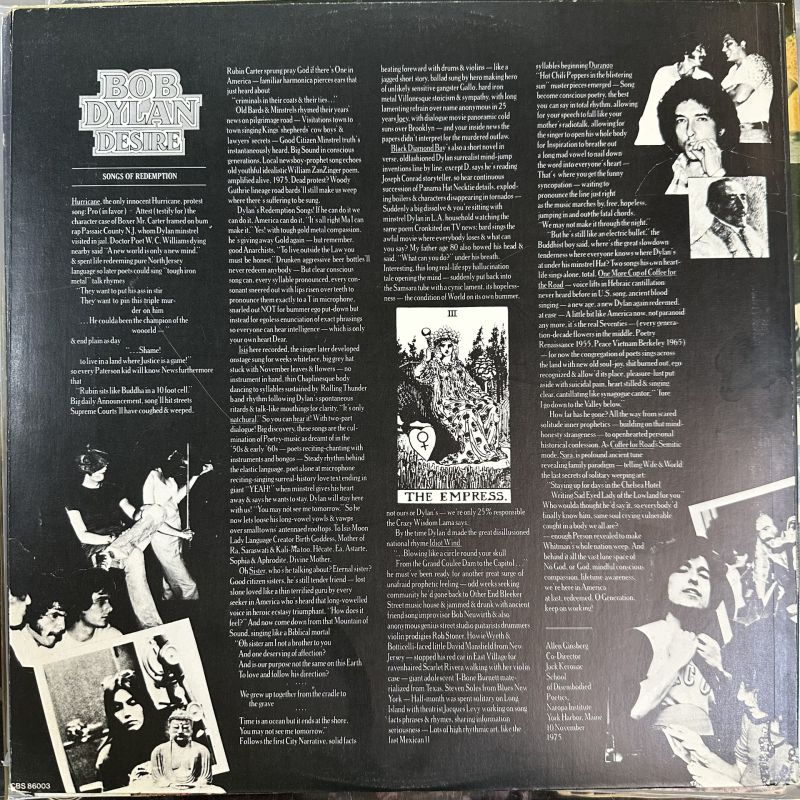 BOB
DYLAN
DESIRE
SONGS OF REDEMPTION
Hurricane, the only innocent Hurricane, protest
song: Pro (in favor) - Attest (testify for) the
character case of Boxer Mr. Carter framed on bum
rap Passaic County N.J. whom Dylan minstrel
visited in jail. Doctor Poet W.C. Williams dying
nearby said "A new world is only a new mind."
& spent life redeeming pure North Jersey
language so later poets could sing "tough iron
metal" talk rhymes
"They want to put his ass in stir
They want to pin this triple mur-
der on him
... He coulda been the champion of the
wooorld —"
& end plain as day
"...Shame!
to live in a land where Justice is a game!"
so every Paterson kid will know News furthermore
that
"Rubin sits like Buddha in a 10 foot cell."
Big daily Announcement, song'll hit streets
Supreme Courts'll have coughed & weeped,
Rubin Carter sprung pray God if there's One in
America — familiar harmonica pierces ears that
just heard about
"criminals in their coats & their ties..."
Old Bards & Minstrels rhymed their years'
news on pilgrimage road — Visitations town to
town singing Kings' shepherds' cowboys' &
lawyers' secrets — Good Citizen Minstrel truth's
instantaneously heard. Big Sound in conscious
generations. Local newsboy-prophet song echoes
old youthful idealistic William ZanZinger poem,
amplified alive, 1975. Dead protest? Woody
Guthrie lineage road bards'll still make us weep
where there's suffering to be sung.
Dylan's Redemption Songs! If he can do it we
can do it. America can do it. "It's all right Ma I can
make it." Yes! with tough gold metal compassion,
he's giving away Gold again — but remember,
good Anarchists, "To live outside the Law you
must be honest." Drunken aggressive beer bottles'll
never redeem anybody — But clear conscious
song can, every syllable pronounced, every con-
sonant sneered out with lips risen over teeth to
pronounce them exactly to a T in microphone,
snarled out NOT for bummer ego put-down but
instead for egoless enunciation of exact phrasings
so everyone can hear intelligence — which is only
your own heart Dear.
Isis here recorded, the singer later developed
onstage sung for weeks whiteface, big grey hat
stuck with November leaves & flowers — no
instrument in hand, thin Chaplinesque body
dancing to syllables sustained by Rolling Thunder
band rhythm following Dylan's spontaneous
ritards & talk-like mouthings for clarity. "It's only
natchural." So you can hear it! With two-part
dialogue! Big discovery, these songs are the cul-
mination of Poetry-music as dreamt of in the
'50s & early '60s — poets reciting-chanting with
instruments and bongos — Steady rhythm behind
the elastic language, poet alone at microphone
reciting-singing surreal-history love text ending in
giant "YEAH!" when minstrel gives his heart
away & says he wants to stay. Dylan will stay here
with us! "You may not see me tomorrow." So he
now lets loose his long-vowel yowls & yawps
over smalltowns' antennaed rooftops. To Isis Moon
Lady Language Creator Birth Goddess, Mother of
Ra, Saraswati & Kali-Matoo, Hécate, Ea, Astarte,
Sophia & Aphrodite, Divine Mother.
Oh Sister, who's he talking about? Eternal sister?
Good citizen sisters, he's still tender friend — lost
alone loved like a thin terrified guru by every
seeker in America who's heard that long-vowelled
voice in heroic ecstasy triumphant. "How does it
feel?" And now come down from that Mountain of
Sound, singing like a Biblical mortal
"Oh sister am I not a brother to you
And one deserving of affection?
And is our purpose not the same on this Earth
To love and follow his direction?
....
We grew up together from the cradle to
the grave
....
Time is an ocean but it ends at the shore,
You may not see me tomorrow."
Follows the first City Narrative, solid facts
beating foreward with drums & violins — like a
jagged short story, ballad sung by hero making hero
of unlikely sensitive gangster Gallo, hard iron
metal Villonesque stoicism & sympathy, with long
lamenting refrain over name anonymous in 25
years Joey, with dialogue movie panoramic cold
suns over Brooklyn — and your inside news the
papers didn't interpret for the murdered outlaw.
Black Diamond Bay's also a short novel in
verse, oldfashioned Dylan surrealist mind-jump
inventions line by line, except D. says he's reading
Joseph Conrad storyteller, so hear continuous
succession of Panama Hat Necktie details, explod-
ing boilers & characters disappearing in tornados —
Suddenly a big dissolve & you're sitting with
minstrel Dylan in L.A. household watching the
same poem Cronkited on TV news; bard sings the
awful movie where everybody loses & what can
you say? My father age 80 also bowed his head &
said, "What can you do?" under his breath.
Interesting, this long real-life spy hallucination
tale opening the mind — suddenly put back into
the Samsara tube with a cynic lament, its hopeless-
ness — the condition of World on its own bummer,
III
THE EMPRESS.
not ours or Dylan's — we're only 25% responsible
the Crazy Wisdom Lama says.
By the time Dylan'd made the great disillusioned
national rhyme Idiot Wind
"...Blowing like a circle round your skull
From the Grand Coulee Dam to the Capitol..."
he must've been ready for another great surge of
unafraid prophetic feeling — odd weeks seeking
community he'd gone back to Other End Bleecker
Street music house & jammed & drank with ancient
friend song improvisor Bob Neuwirth & also
anonymous genius street studio guitarists drummers
violin prodigies Rob Stoner, Howie Wyeth &
Botticelli-faced little David Mansfield from New
Jersey — stopped his red car in East Village for
ravenhaired Scarlet Rivera walking with her violin
case — giant adolescent T-Bone Burnett mate-
rialized from Texas, Steven Soles from Blues New
York — Half-month was spent solitary on Long
Island with theatrist Jacques Levy working on song
facts phrases & rhymes, sharing information
seriousness — Lots of high rhythmic art, like the
fast Mexican II
syllables beginning Durango
"Hot Chili Peppers in the blistering
sun" master pieces emerged — Song
become conscious poetry, the best
you can say in total rhythm, allowing
for your speech to fall like your
mother's radiotalk, allowing for
the singer to open his whole body
for Inspiration to breathe out
a long mad vowel to nail down
the word into everyone's heart —
That's where you get the funny
syncopation — waiting to
pronounce the line just right
as the music marches by, free, hopeless,
jumping in and out the fatal chords.
"We may not make it through the night."
"But he's still like an electric bullet," the
Buddhist boy said, where's the great slowdown
tenderness where everyone knows where Dylan's
at under his minstrel Hat? Two songs his own heart-
life sings alone, total, One More Cup of Coffee for
the Road — voice lifts in Hebraic cantillation
never heard before in U.S. song, ancient blood
singing — a new age, a new Dylan again redeemed,
at ease — A little bit like America now, not paranoid
any more, it's the real Seventies — (every genera-
tion-decade flowers in the middle, Poetry
Renaissance 1955, Peace Vietnam Berkeley 1965)
— for now the congregation of poets sings across
the land with new old soul-joy, shit burned out, ego
recognized & allow'd its place, pleasure-lust put
aside with suicidal pain, heart stilled & singing
clear, cantillating like synagogue cantor, "'fore
I go down to the Valley below."
How far has he gone? All the way from scared
solitude inner prophetics — building on that mind-
honesty strangeness — to openhearted personal
historical confession. As Coffee for Road's Semitic
mode, Sara, is profound ancient tune
revealing family paradigm — telling Wife & World
the last secrets of solitary weeping art:
"Staying up for days in the Chelsea Hotel
Writing Sad Eyed Lady of the Lowland for you"
Who woulda thought he'd say it, so everybody'd
finally know him, same soul crying vulnerable
caught in a body we all are?
— enough Person revealed to make
Whitman's whole nation weep. And
behind it all the vast lone space of
No God, or God, mindful conscious
compassion, lifetime awareness,
we're here in America
at last, redeemed, O Generation,
keep on working!
Allen Ginsberg
Co-Director
Jack Kerouac
School
of Disembodied
Poetics,
Naropa Institute
York Harbor, Maine
10 November
1975
CBS 86003